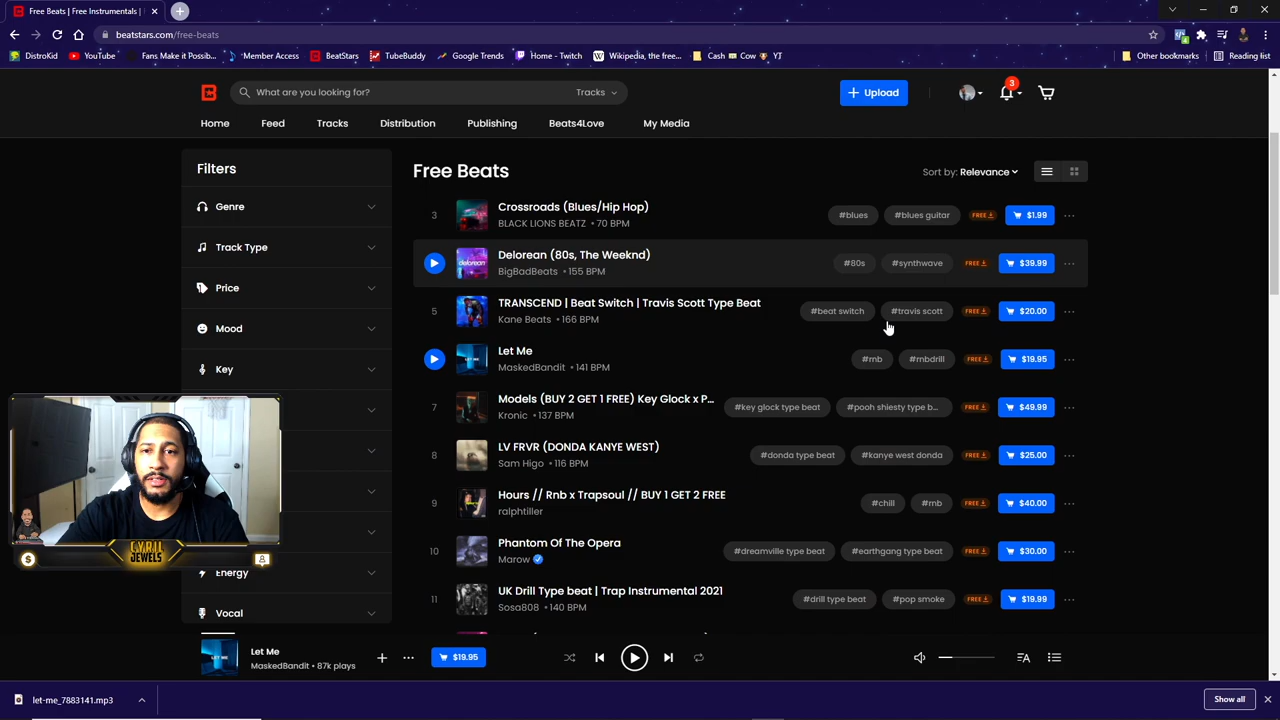 Free Beats | Free Instrumentals |
beatstars.com/free-beats
DistroKid
YouTube
Fans Make it Possib...
Member Access
BeatStars
TubeBuddy
Google Trends
Home - Twitch
Wikipedia, the free...
Cash 👄 Cow 🤑 YT
Other bookmarks
Reading list
What are you looking for?
Tracks
Upload
3
Home
Feed
Tracks
Distribution
Publishing
Beats4Love
My Media
Filters
Genre
Track Type
Price
Mood
Key
Energy
Vocal
Free Beats
Sort by: Relevance
3
Crossroads (Blues/Hip Hop)
BLACK LIONS BEATZ • 70 BPM
#blues
#blues guitar
FREE
$1.99
Delorean (80s, The Weeknd)
BigBadBeats • 155 BPM
#80s
#synthwave
FREE
$39.99
5
TRANSCEND | Beat Switch | Travis Scott Type Beat
Kane Beats • 166 BPM
#beat switch
#travis scott
FREE
$20.00
Let Me
MaskedBandit • 141 BPM
#rnb
#rnbdrill
FREE
$19.95
7
Models (BUY 2 GET 1 FREE) Key Glock x P...
Kronic • 137 BPM
#key glock type beat
#pooh shiesty type b...
FREE
$49.99
8
LV FRVR (DONDA KANYE WEST)
Sam Higo • 116 BPM
#donda type beat
#kanye west donda
FREE
$25.00
9
Hours // Rnb x Trapsoul // BUY 1 GET 2 FREE
ralphtiller
#chill
#rnb
FREE
$40.00
10
Phantom Of The Opera
Marow
#dreamville type beat
#earthgang type beat
FREE
$30.00
11
UK Drill Type beat | Trap Instrumental 2021
Sosa808 • 140 BPM
#drill type beat
#pop smoke
FREE
$19.99
GYRAL
JEWELS
LET ME
Let Me
MaskedBandit • 87k plays
$19.95
let-me_7883141.mp3
Show all